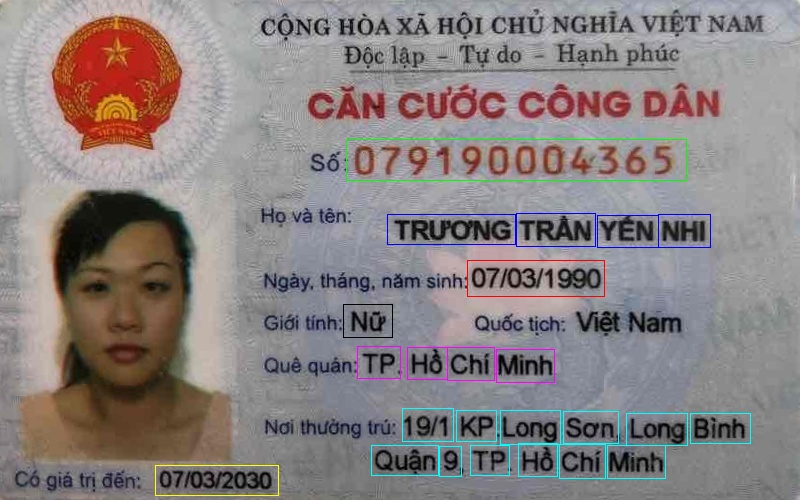 CỘNG HÒA XÃ HỘI CHỦ NGHĨA VIỆT NAM
Độc lập - Tự do - Hạnh phúc
CĂN CƯỚC CÔNG DÂN
Số: 079190004365
Họ và tên: TRƯƠNG TRẦN YẾN NHI
Ngày, tháng, năm sinh: 07/03/1990
Giới tính: Nữ Quốc tịch: Việt Nam
Quê quán: TP. Hồ Chí Minh
Nơi thường trú: 19/1 KP.Long Sơn, Long Bình
Quận 9, TP. Hồ Chí Minh
Có giá trị đến: 07/03/2030